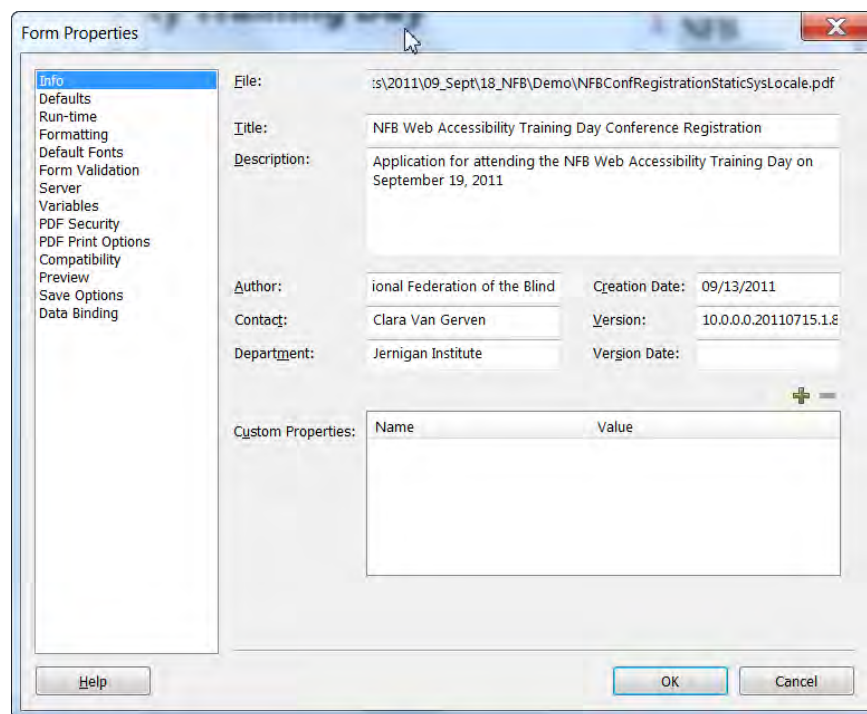 Training Day
NFB
Form Properties
Info
Defaults
Run-time
Formatting
Default Fonts
Form Validation
Server
Variables
PDF Security
PDF Print Options
Compatibility
Preview
Save Options
Data Binding
File: :s\2011\09_Sept\18_NFB\Demo\NFBConfRegistrationStaticSysLocale.pdf
Title: NFB Web Accessibility Training Day Conference Registration
Description: Application for attending the NFB Web Accessibility Training Day on
September 19, 2011
Author: ional Federation of the Blind Creation Date: 09/13/2011
Contact: Clara Van Gerven Version: 10.0.0.0.20110715.1.8
Department: Jernigan Institute Version Date:
Custom Properties: Name Value
Help OK Cancel